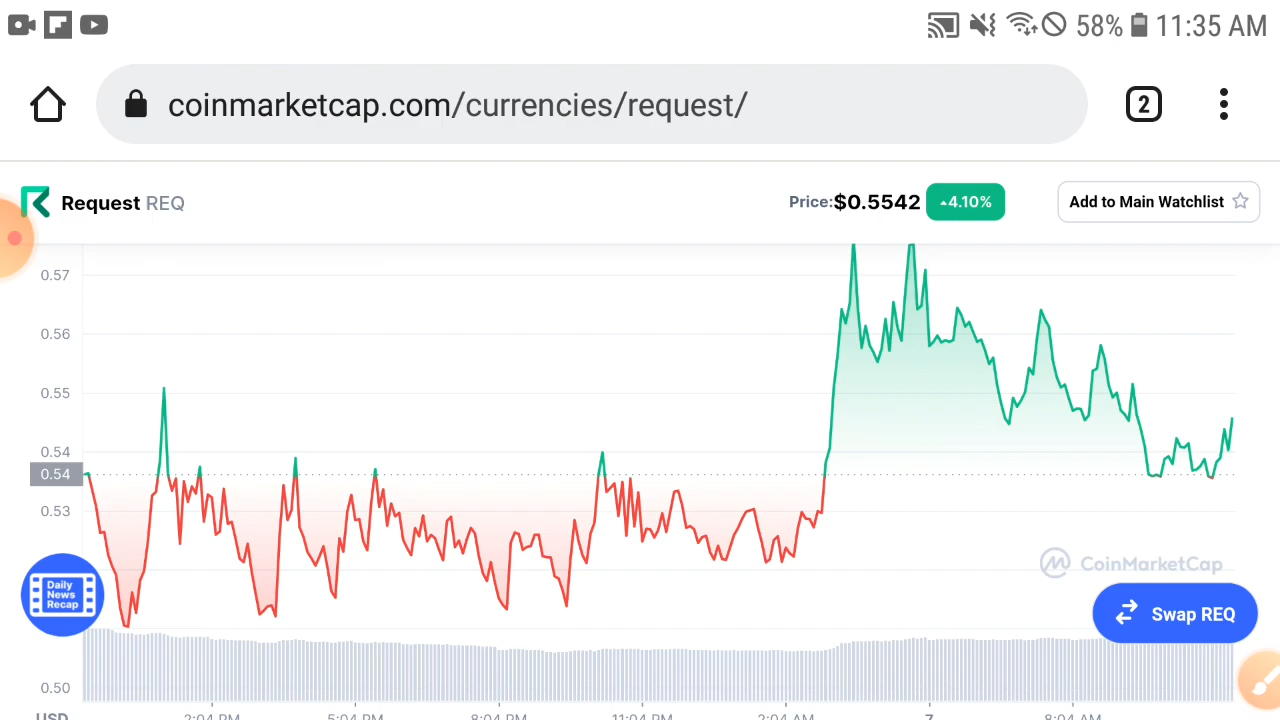 58% 11:35 AM
coinmarketcap.com/currencies/request/
2
Request REQ
Price:$0.5542 4.10%
Add to Main Watchlist
0.57
0.56
0.55
0.54
0.54
0.53
0.50
Daily
News
Recap
CoinMarketCap
Swap REQ
USD 2:04 PM 5:04 PM 8:04 PM 11:04 PM 2:04 AM 7 8:04 AM